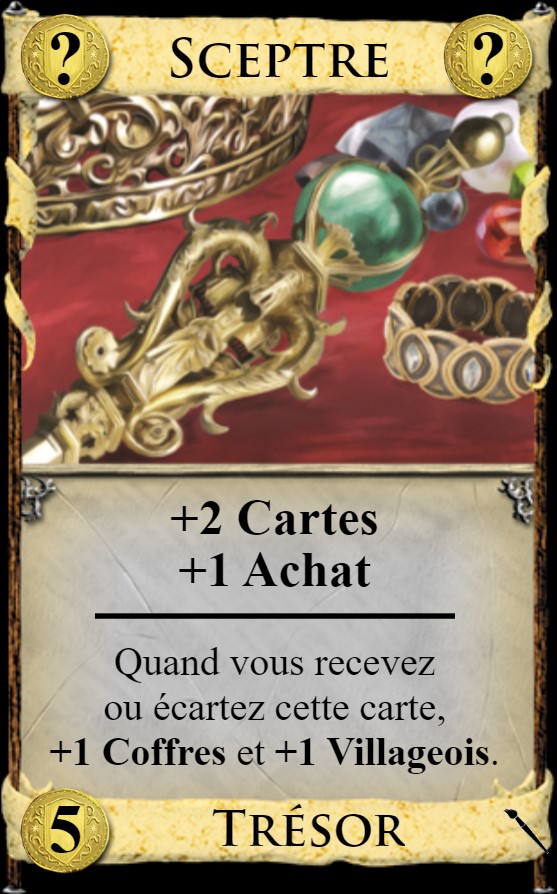 ? SCEPTRE ?
+2 Cartes
+1 Achat
Quand vous recevez
ou écartez cette carte,
+1 Coffres et +1 Villageois.
5 TRÉSOR